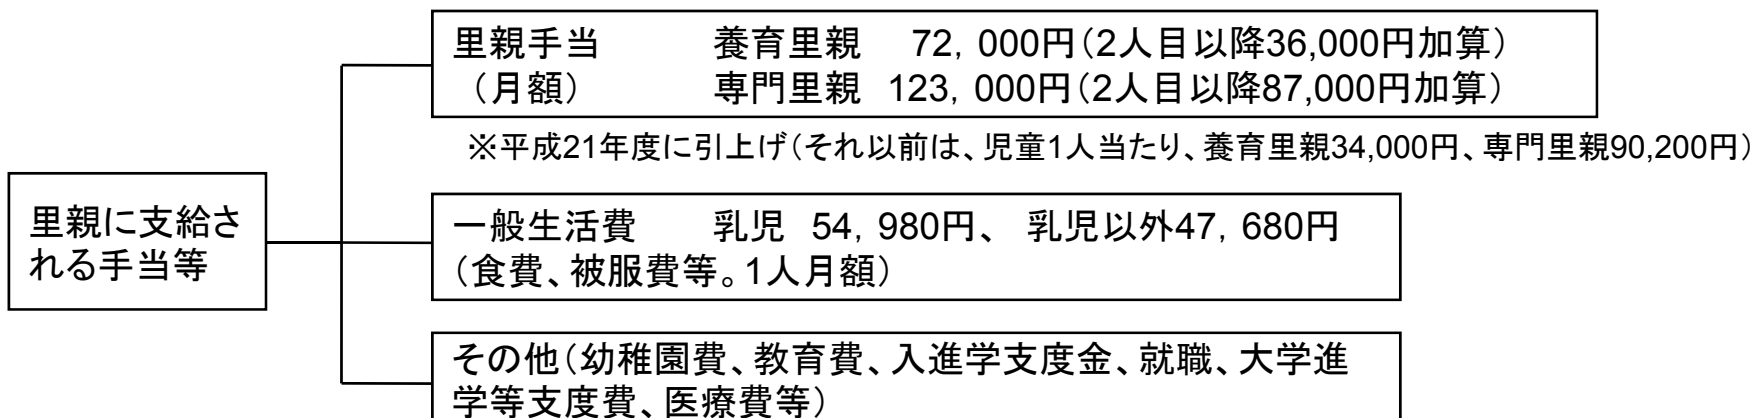 里親手当 養育里親 72,000円(2人目以降36,000円加算)
(月額) 専門里親 123,000円(2人目以降87,000円加算)
※平成21年度に引上げ(それ以前は、児童1人当たり、養育里親34,000円、専門里親90,200円)
里親に支給さ
れる手当等
一般生活費 乳児 54,980円、 乳児以外47,680円
(食費、被服費等。1人月額)
その他(幼稚園費、教育費、入進学支度金、就職、大学進
学等支度費、医療費等)